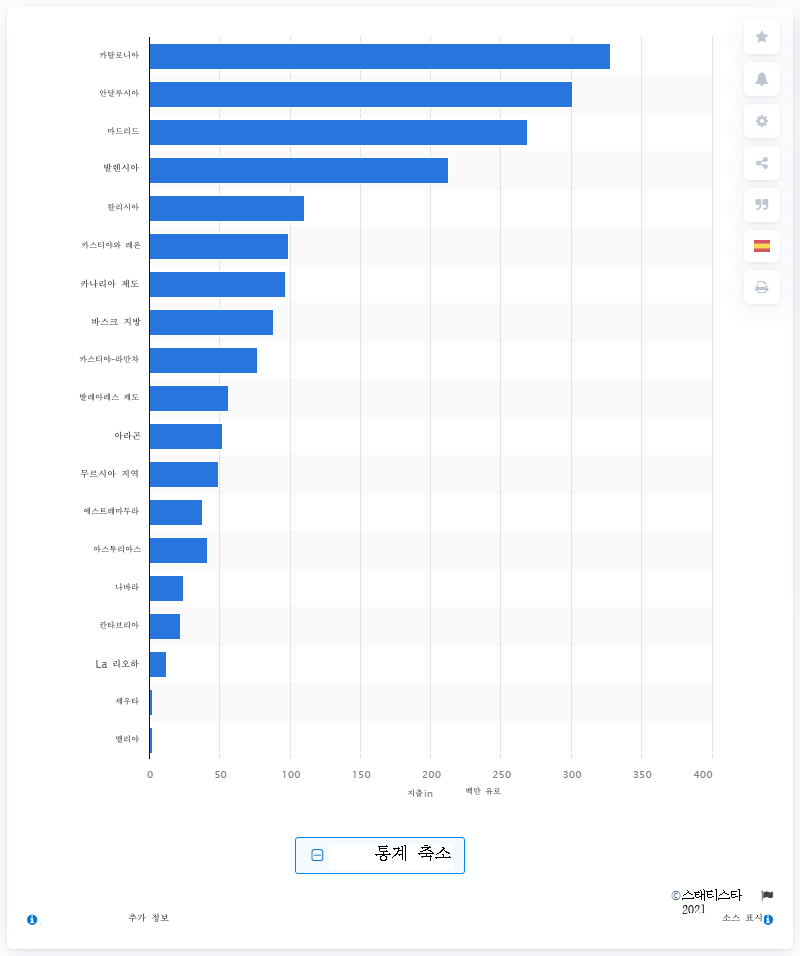 카탈로니아
안달루시아
마드리드
발렌시아
갈리시아
카스티야와 레온
카나리아 제도
바스크 지방
카스티야-라만차
발레아레스 제도
아라곤
무르시아 지역
에스트레마두라
아스투리아스
나바라
칸타브리아
La 리오하
세우타
멜리야
0 50 100 150 200 250 300 350 400
지출in 백만 유로
통계 축소
©스태티스타
2021
추가 정보
소스 표시